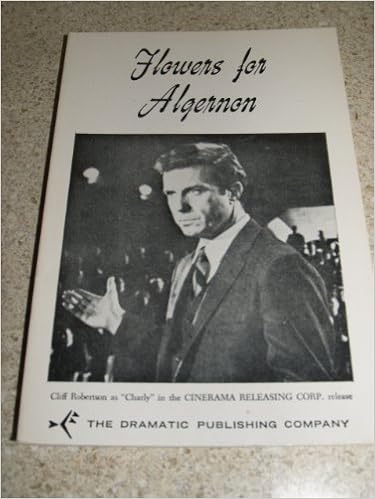 Flowers for
Algernon
Cliff Robertson as "Charly" in the CINERAMA RELEASING CORP. release
THE DRAMATIC PUBLISHING COMPANY